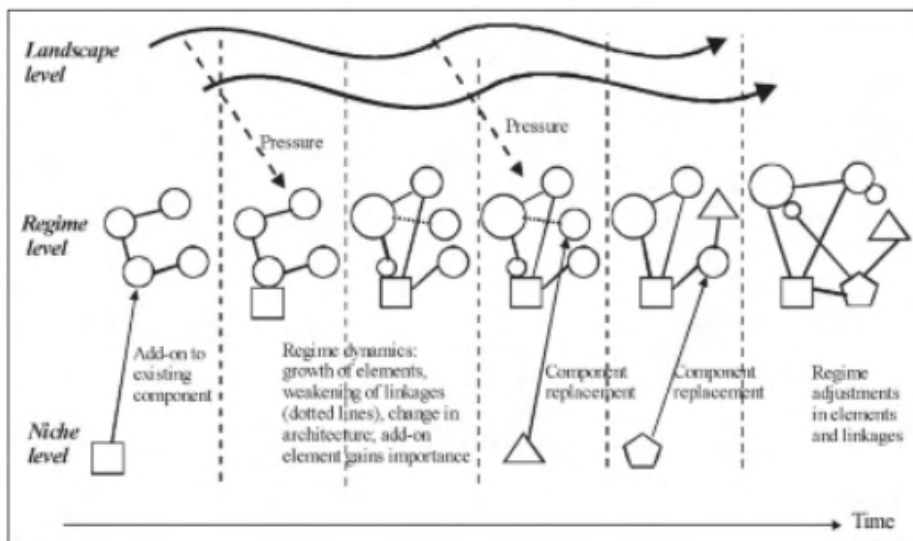 Landscape
level
Pressure
Pressure
Regime
level
Add-on to
existing
component
Regime dynamics:
growth of elements,
weakening of linkages
(dotted lines), change in
architecture; add-on
element gains importance
Component
replacement
Component
replacement
Regime
adjustments
in elements
and linkages
Niche
level
Time